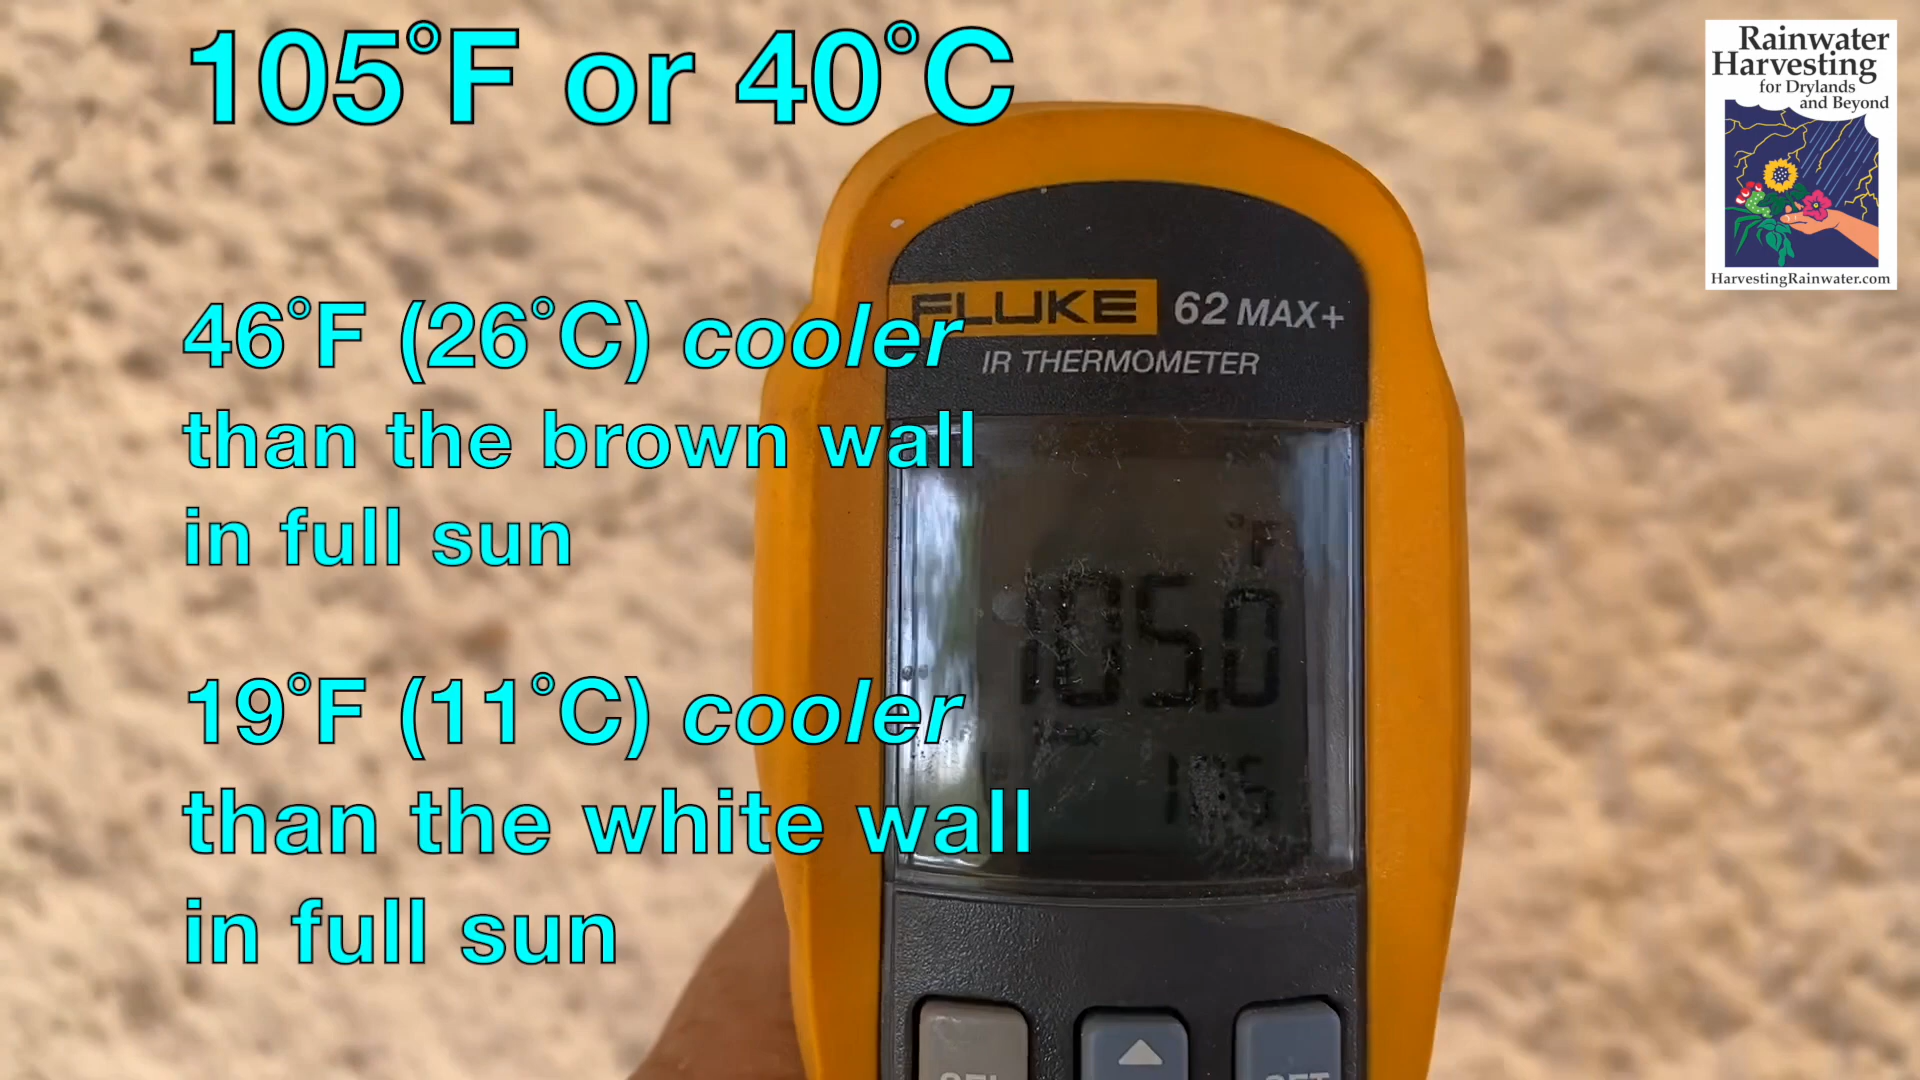 105°F or 40°C
46°F (26°C) cooler
than the brown wall
in full sun
19°F (11°C) cooler
than the white wall
in full sun
Rainwater
Harvesting
for Drylands
and Beyond
HarvestingRainwater.com
FLUKE 62 MAX+
IR THERMOMETER
°F
105.0
SEL
SET